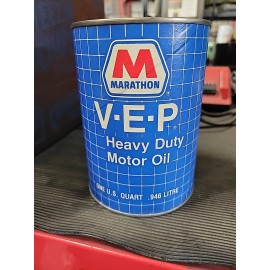 M
MARATHON
V·E·P
Heavy Duty
Motor Oil
ONE U.S. QUART .946 LITRE